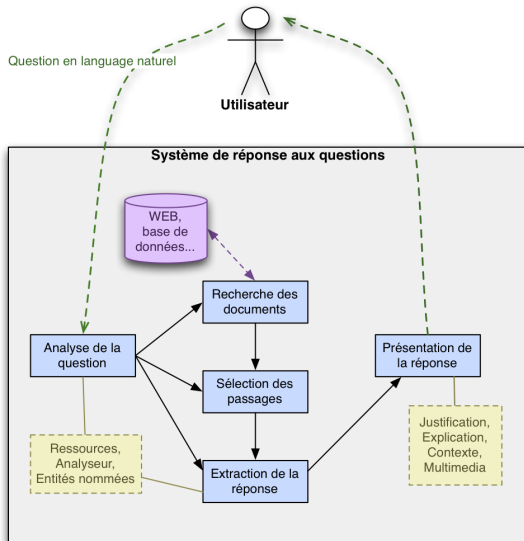 Question en language naturel
Utilisateur
Système de réponse aux questions
WEB,
base de
données...
Recherche des
documents
Analyse de la
question
Présentation de
la réponse
Sélection des
passages
Ressources,
Analyseur,
Entités nommées
Justification,
Explication,
Contexte,
Multimedia
Extraction de la
réponse